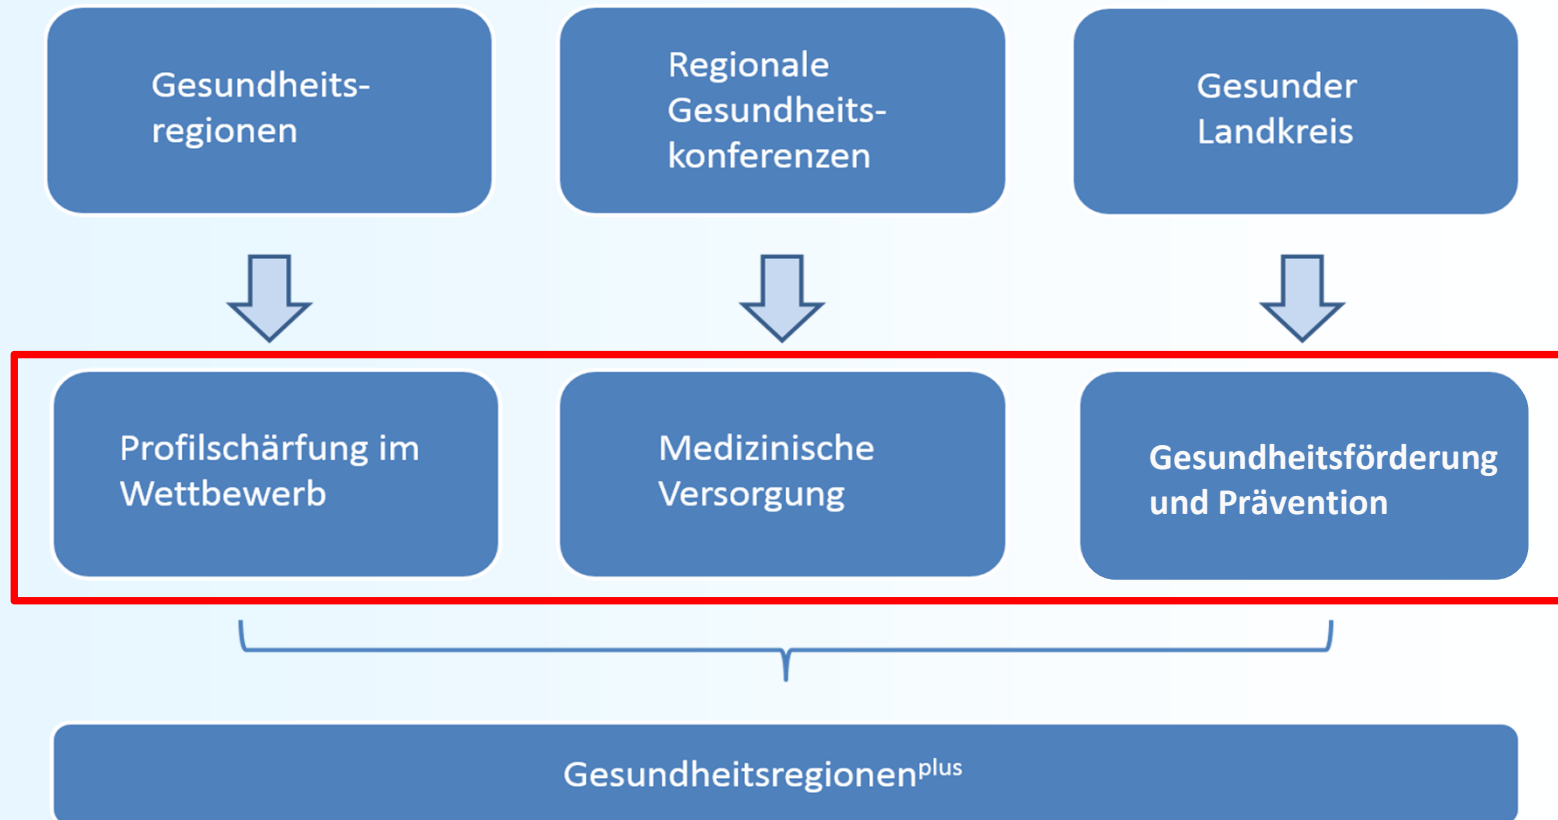 Gesundheits-
regionen
Regionale
Gesundheits-
konferenzen
Gesunder
Landkreis
Profilschärfung im
Wettbewerb
Medizinische
Versorgung
Gesundheitsförderung
und Prävention
Gesundheitsregionenplus